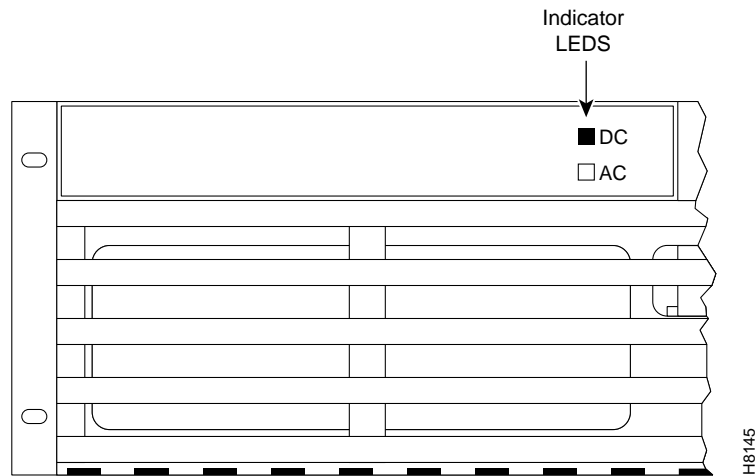 Indicator
LEDS
DC
AC
H8145